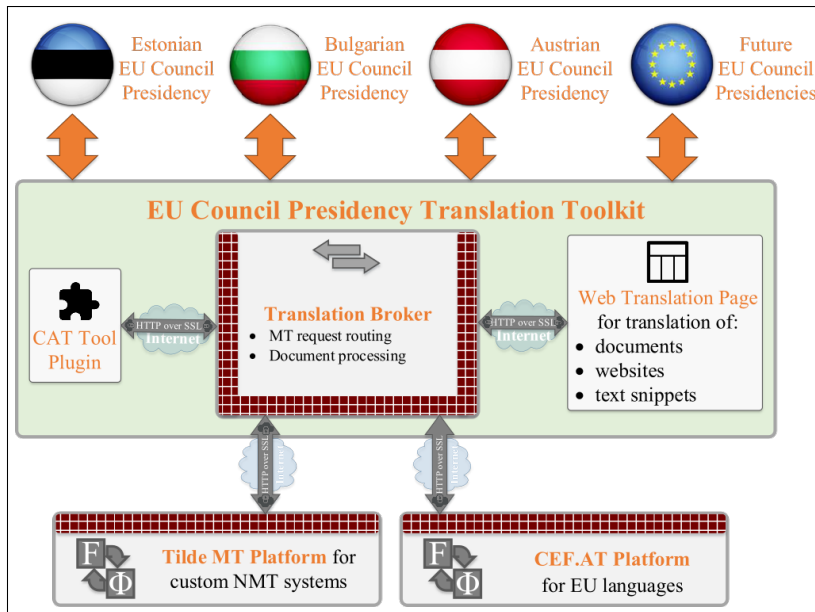 Estonian
EU Council
Presidency
Bulgarian
EU Council
Presidency
Austrian
EU Council
Presidency
Future
EU Council
Presidencies
EU Council Presidency Translation Toolkit
CAT Tool
Plugin
HTTP over SSL
Internet
Translation Broker
• MT request routing
• Document processing
HTTP over SSL
Internet
Web Translation Page
for translation of:
• documents
• websites
• text snippets
HTTP over SSL
Internet
HTTP over SSL
Internet
F
Φ
Tilde MT Platform for
custom NMT systems
F
Φ
CEF.AT Platform
for EU languages